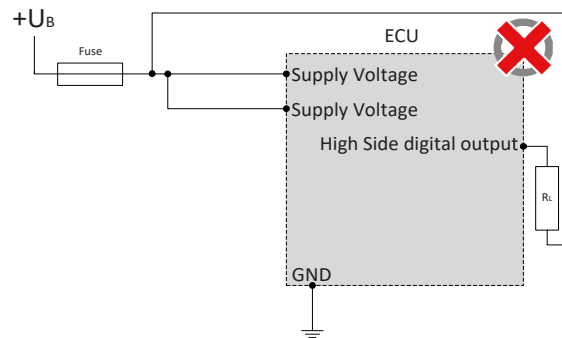 +UB
Fuse
ECU
Supply Voltage
Supply Voltage
High Side digital output
RL
GND